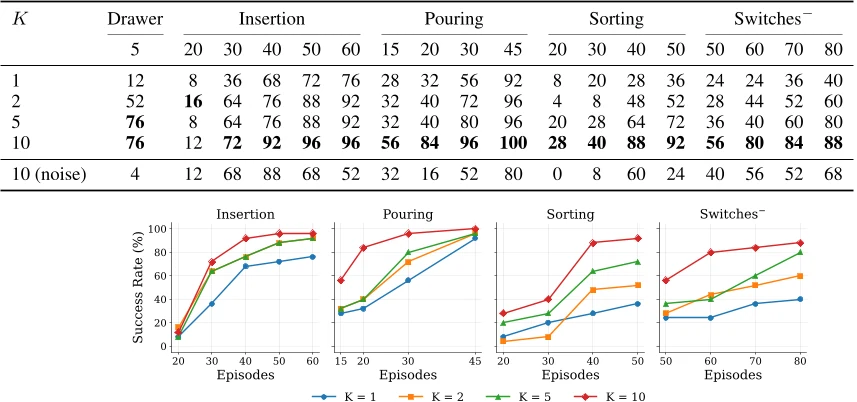 K Drawer Insertion Pouring Sorting Switches⁻
5 20 30 40 50 60 15 20 30 45 20 30 40 50 50 60 70 80
1 12 8 36 68 72 76 28 32 56 92 8 20 28 36 24 24 36 40
2 52 16 64 76 88 92 32 40 72 96 4 8 48 52 28 44 52 60
5 76 8 64 76 88 92 32 40 80 96 20 28 64 72 36 40 60 80
10 76 12 72 92 96 96 56 84 96 100 28 40 88 92 56 80 84 88
10 (noise) 4 12 68 88 68 52 32 16 52 80 0 8 60 24 40 56 52 68
Insertion Pouring Sorting Switches⁻
Success Rate (%)
100
80
60
40
20
0
20 30 40 50 60 15 20 30 45 20 30 40 50 50 60 70 80
Episodes Episodes Episodes Episodes
K = 1 K = 2 K = 5 K = 10